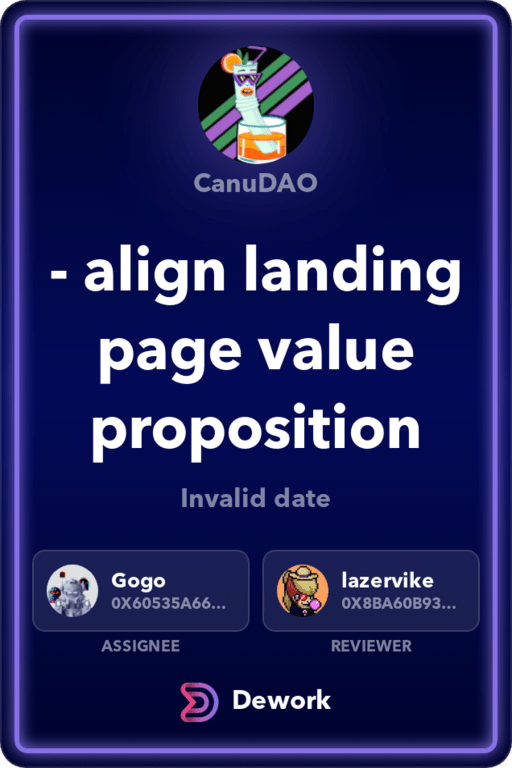 CanuDAO
- align landing
page value
proposition
Invalid date
Gogo
0X60535A66...
ASSIGNEE
lazervike
0X8BA60B93...
REVIEWER
Dework